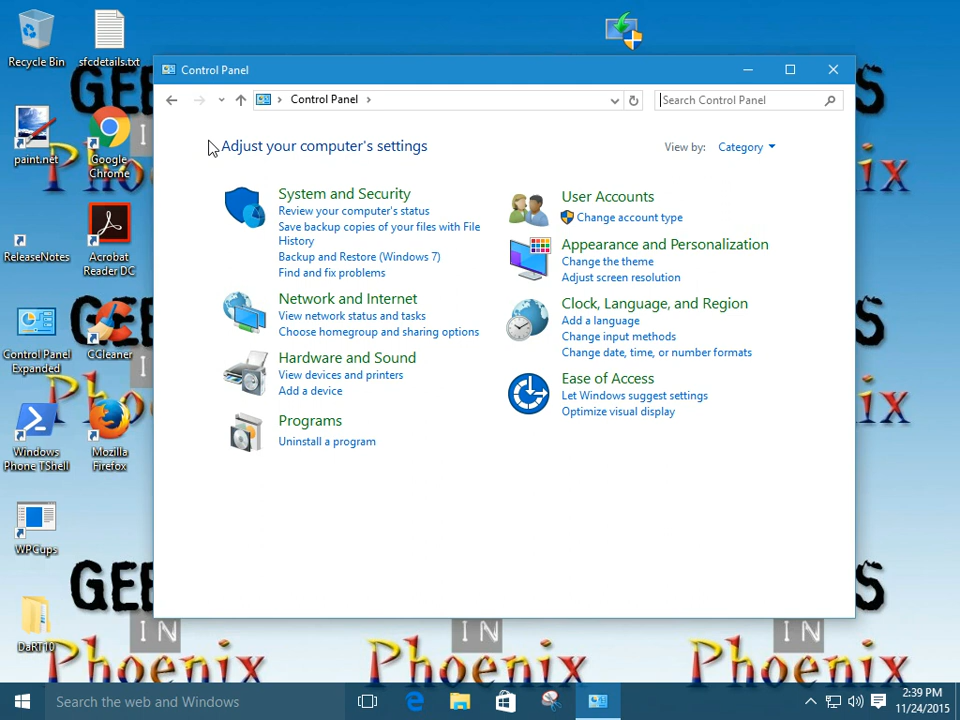 Recycle Bin
sfcdetails.txt
paint.net
Google
Chrome
ReleaseNotes
Acrobat
Reader DC
Control Panel
Expanded
CCleaner
Windows
Phone TShell
Mozilla
Firefox
WPCups
DaRT10
Control Panel
Control Panel
Search Control Panel
Adjust your computer's settings
View by: Category
System and Security
Review your computer's status
Save backup copies of your files with File
History
Backup and Restore (Windows 7)
Find and fix problems
Network and Internet
View network status and tasks
Choose homegroup and sharing options
Hardware and Sound
View devices and printers
Add a device
Programs
Uninstall a program
User Accounts
Change account type
Appearance and Personalization
Change the theme
Adjust screen resolution
Clock, Language, and Region
Add a language
Change input methods
Change date, time, or number formats
Ease of Access
Let Windows suggest settings
Optimize visual display
IN IN IN
Phoenix Phoenix Phoenix
Search the web and Windows
2:39 PM
11/24/2015